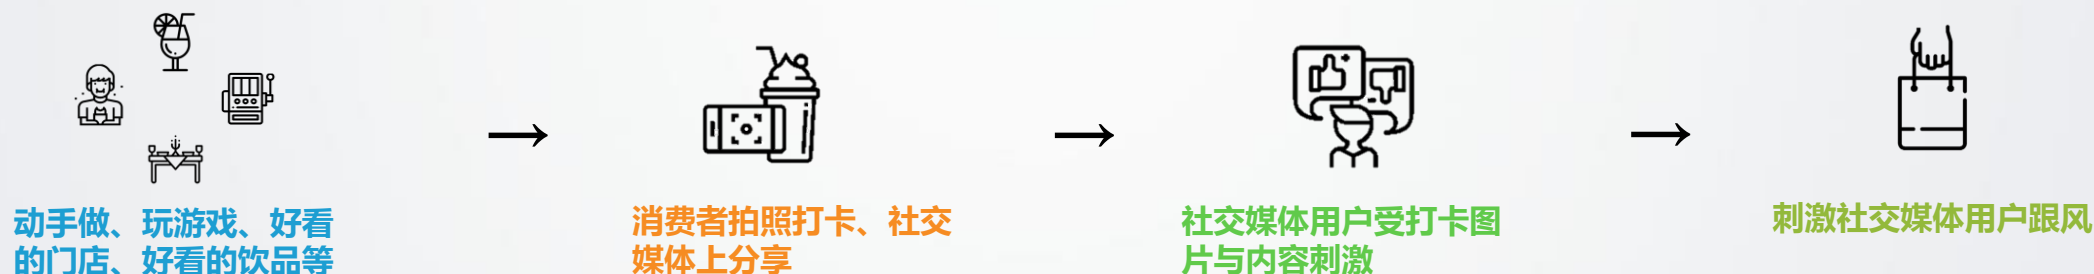 动手做、玩游戏、好看
的门店、好看的饮品等
消费者拍照打卡、社交
媒体上分享
社交媒体用户受打卡图
片与内容刺激
刺激社交媒体用户跟风